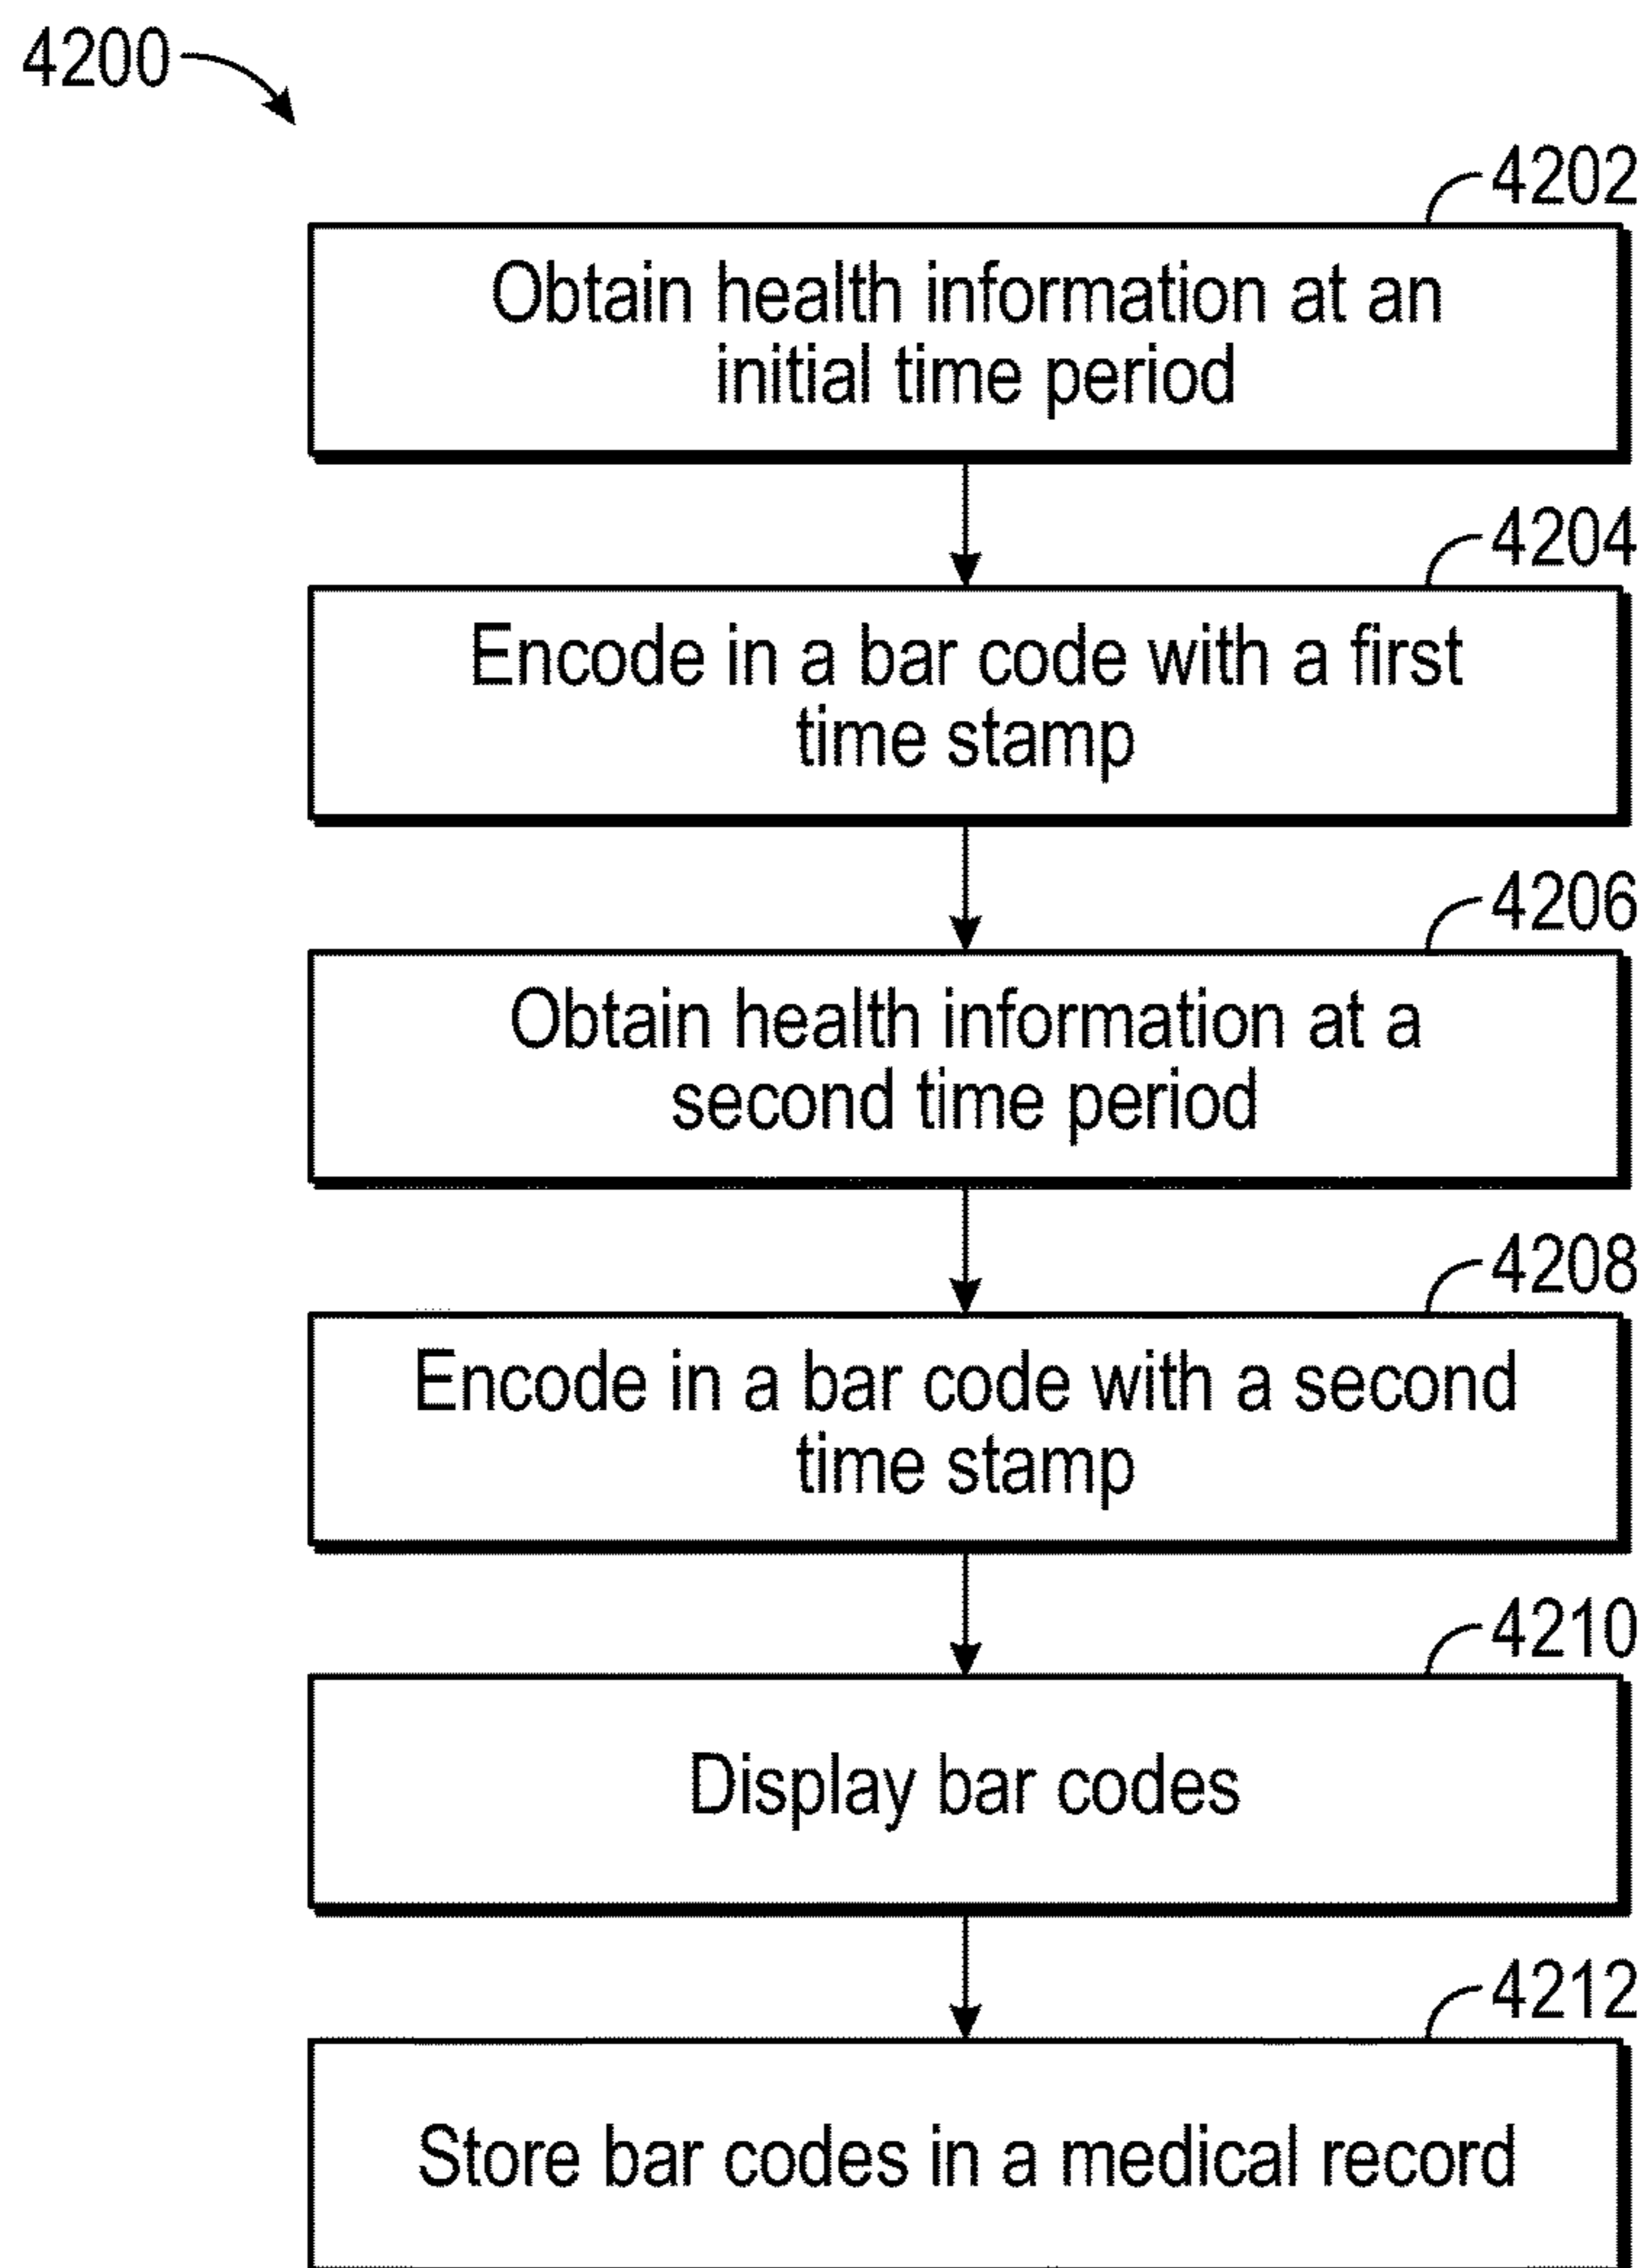 4200
4202
Obtain health information at an
initial time period
4204
Encode in a bar code with a first
time stamp
4206
Obtain health information at a
second time period
4208
Encode in a bar code with a second
time stamp
4210
Display bar codes
4212
Store bar codes in a medical record